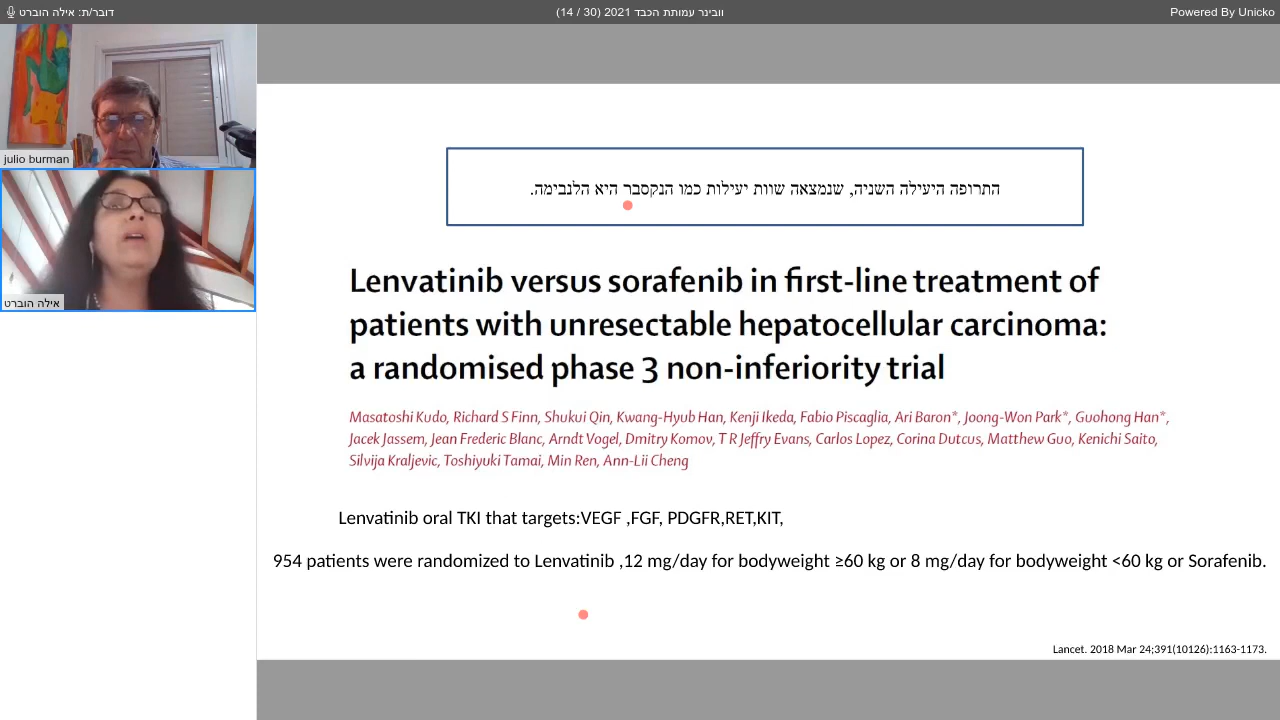 דובר/ת: אילה הוברט
וובינר עמותת הכבד 2021 (30 / 14)
Powered By Unicko
julio burman
אילה הוברט
התרופה היעילה השניה, שנמצאה שוות יעילות כמו הנקסבר היא הלנבימה.
Lenvatinib versus sorafenib in first-line treatment of
patients with unresectable hepatocellular carcinoma:
a randomised phase 3 non-inferiority trial
Masatoshi Kudo, Richard S Finn, Shukui Qin, Kwang-Hyub Han, Kenji Ikeda, Fabio Piscaglia, Ari Baron*, Joong-Won Park*, Guohong Han*,
Jacek Jassem, Jean Frederic Blanc, Arndt Vogel, Dmitry Komov, T R Jeffry Evans, Carlos Lopez, Corina Dutcus, Matthew Guo, Kenichi Saito,
Silvija Kraljevic, Toshiyuki Tamai, Min Ren, Ann-Lii Cheng
Lenvatinib oral TKI that targets:VEGF ,FGF, PDGFR,RET,KIT,
954 patients were randomized to Lenvatinib ,12 mg/day for bodyweight ≥60 kg or 8 mg/day for bodyweight <60 kg or Sorafenib.
Lancet. 2018 Mar 24;391(10126):1163-1173.